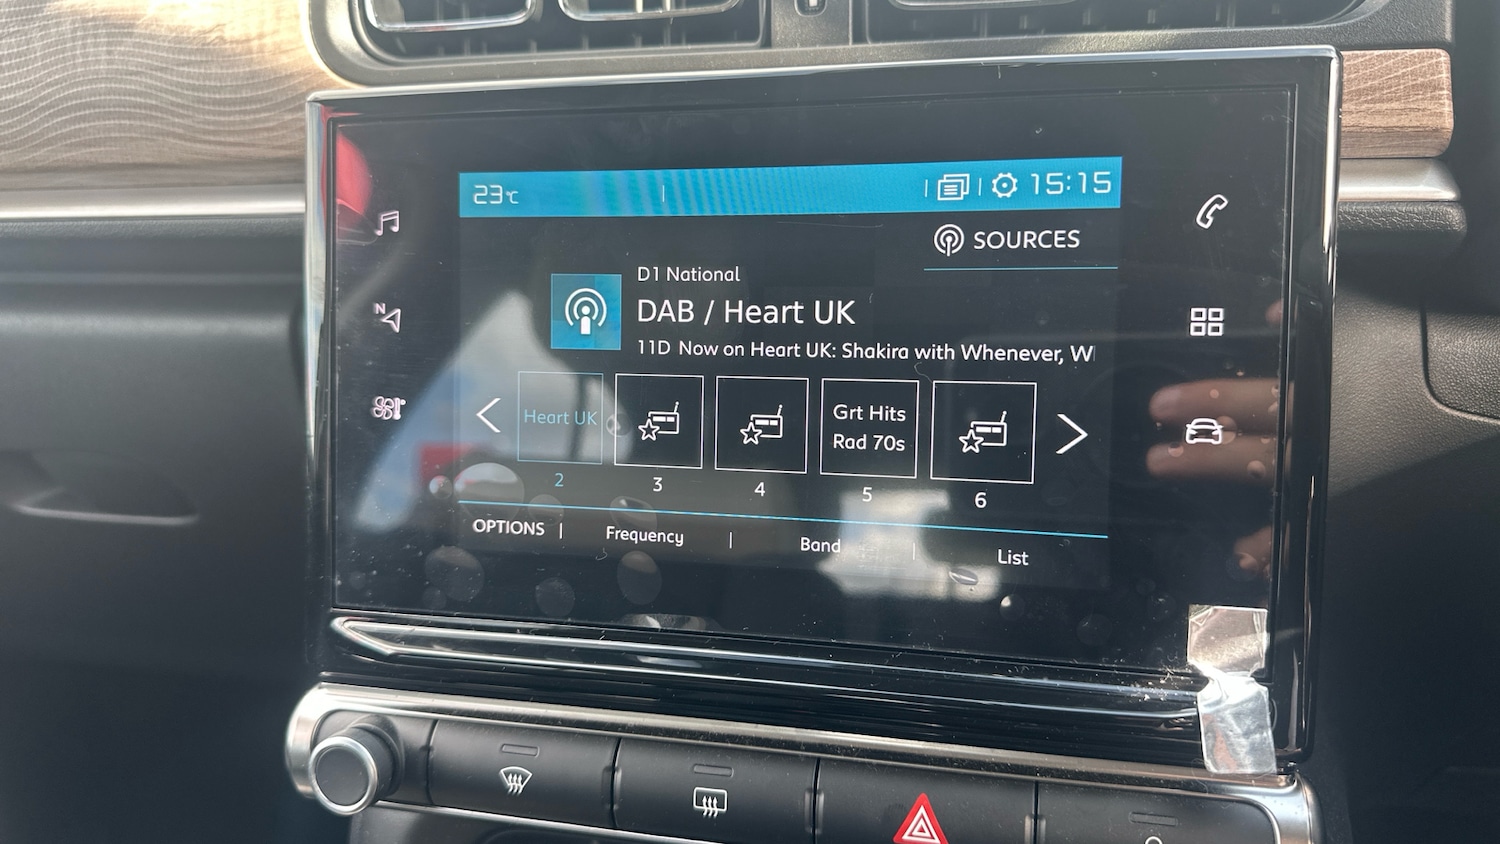 23°C
15:15
SOURCES
D1 National
DAB / Heart UK
11D Now on Heart UK: Shakira with Whenever, W
Heart UK
Grt Hits
Rad 70s
2
3
4
5
6
OPTIONS
Frequency
Band
List
N